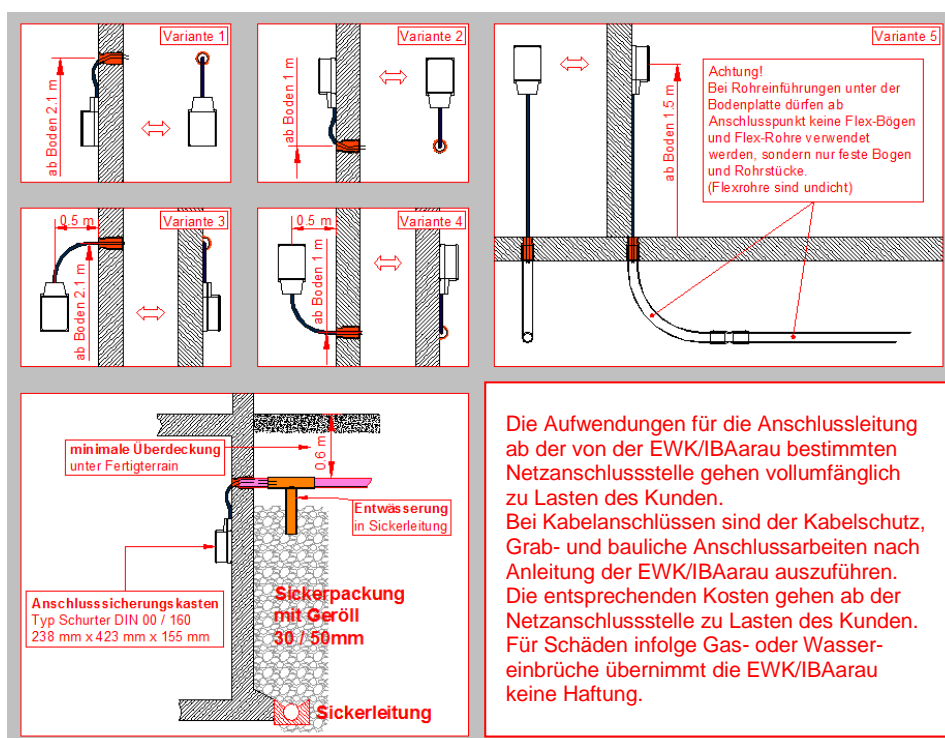 Variante 1
ab Boden 2.1 m
Variante 2
ab Boden 1 m
Variante 5
ab Boden 1.5 m
Achtung!
Bei Rohreinführungen unter der
Bodenplatte dürfen ab
Anschlusspunkt keine Flex-Bögen
und Flex-Rohre verwendet
werden, sondern nur feste Bogen
und Rohrstücke.
(Flexrohre sind undicht)
Variante 3
0.5 m
ab Boden 2.1 m
Variante 4
0.5 m
ab Boden 1 m
minimale Überdeckung
unter Fertigterrain
0.6 m
Entwässerung
in Sickerleitung
Anschlusssicherungskasten
Typ Schurter DIN 00 / 160
238 mm x 423 mm x 155 mm
Sickerpackung
mit Geröll
30 / 50mm
Sickerleitung
Die Aufwendungen für die Anschlussleitung
ab der von der EWK/IBAarau bestimmten
Netzanschlussstelle gehen vollumfänglich
zu Lasten des Kunden.
Bei Kabelanschlüssen sind der Kabelschutz,
Grab- und bauliche Anschlussarbeiten nach
Anleitung der EWK/IBAarau auszuführen.
Die entsprechenden Kosten gehen ab der
Netzanschlussstelle zu Lasten des Kunden.
Für Schäden infolge Gas- oder Wasser-
einbrüche übernimmt die EWK/IBAarau
keine Haftung.